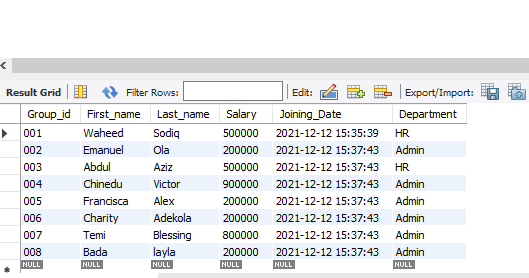 Result Grid Filter Rows: Edit: Export/Import:
Group_id First_name Last_name Salary Joining_Date Department
001 Waheed Sodiq 500000 2021-12-12 15:35:39 HR
002 Emanuel Ola 200000 2021-12-12 15:37:43 Admin
003 Abdul Aziz 500000 2021-12-12 15:37:43 HR
004 Chinedu Victor 900000 2021-12-12 15:37:43 Admin
005 Francisca Alex 200000 2021-12-12 15:37:43 Admin
006 Charity Adekola 200000 2021-12-12 15:37:43 Admin
007 Temi Blessing 800000 2021-12-12 15:37:43 Admin
008 Bada layla 200000 2021-12-12 15:37:43 Admin
NULL NULL NULL NULL NULL NULL